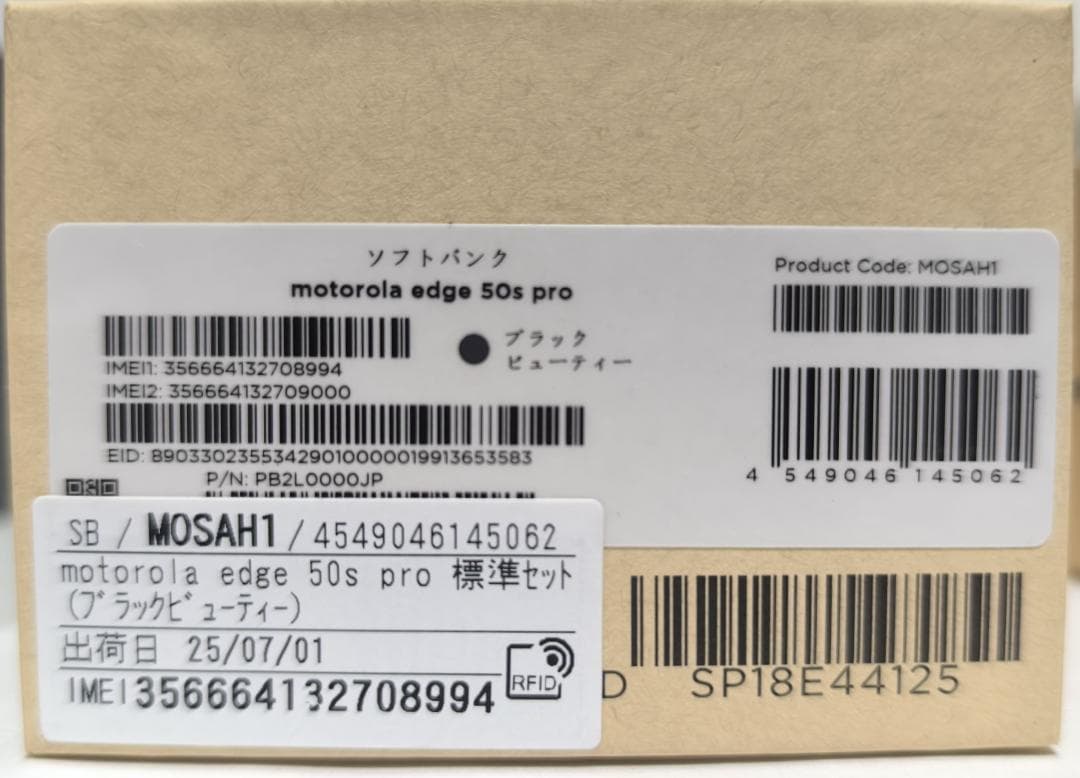 ソフトバンク
motorola edge 50s pro
ブラック
ビューティー
IMEI1: 356664132708994
IMEI2: 356664132709000
EID: 89033023553429010000019913653583
P/N: PB2L0000JP
Product Code: MOSAH1
4 549046 145062
SB / MOSAH1 / 4549046145062
motorola edge 50s pro 標準セット
(ブラックビューティー)
出荷日 25/07/01
IMEI 356664132708994
RFID
D SP18E44125